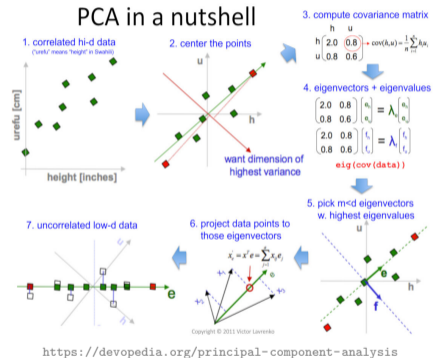 PCA in a nutshell
1. correlated hi-d data
("urefu" means "height" in Swahili)
urefu [cm]
height [inches]
2. center the points
u
h
want dimension of
highest variance
3. compute covariance matrix
h u
h 2.0 0.8
u 0.8 0.6
4. eigenvectors + eigenvalues
2.0 0.8
0.8 0.6
2.0 0.8
0.8 0.6
eig(cov(data))
5. pick m<d eigenvectors
w. highest eigenvalues
u
h
e
f
6. project data points to
those eigenvectors
e
Copyright © 2011 Victor Lavrenko
7. uncorrelated low-d data
u
h
e
https://devopedia.org/principal-component-analysis